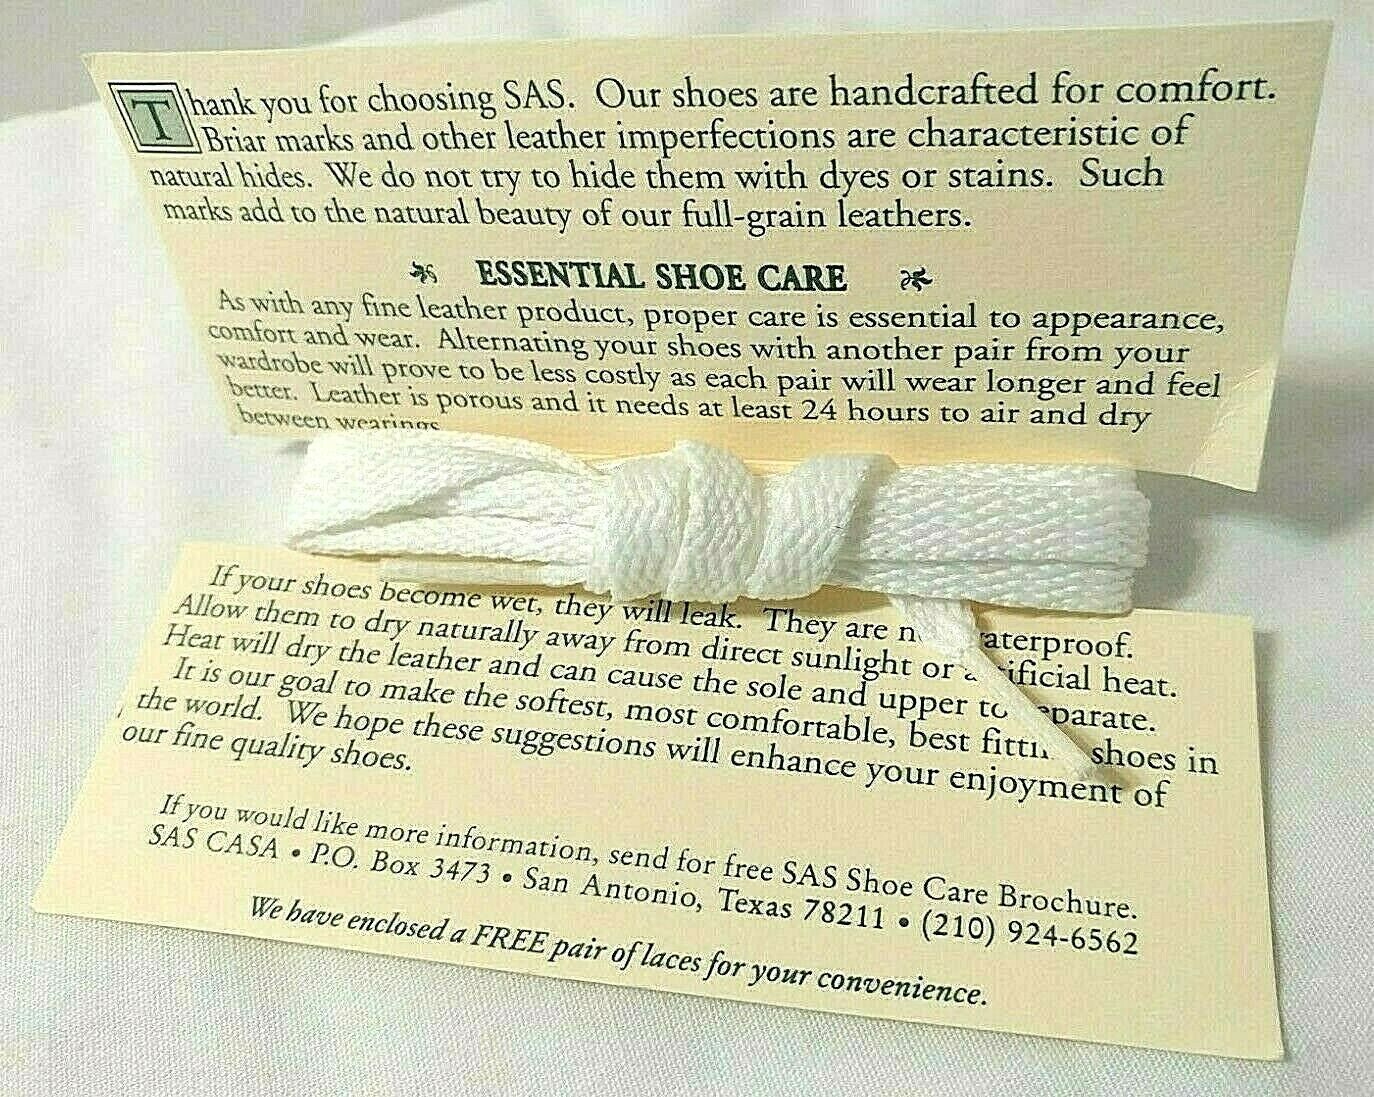 Thank you for choosing SAS. Our shoes are handcrafted for comfort.
Briar marks and other leather imperfections are characteristic of
natural hides. We do not try to hide them with dyes or stains. Such
marks add to the natural beauty of our full-grain leathers.
ESSENTIAL SHOE CARE
As with any fine leather product, proper care is essential to appearance,
comfort and wear. Alternating your shoes with another pair from your
wardrobe will prove to be less costly as each pair will wear longer and feel
better. Leather is porous and it needs at least 24 hours to air and dry
between wearings
If your shoes become wet, they will leak. They are aterproof.
Allow them to dry naturally away from direct sunlight or ificial heat.
Heat will dry the leather and can cause the sole and upper to eparate.
It is our goal to make the softest, most comfortable, best shoes in
the world. We hope these suggestions will enhance your enjoyment of
our fine quality shoes.
If you would like more information, send for free SAS Shoe Care Brochure.
SAS CASA • P.O. Box 3473 • San Antonio, Texas 78211 • (210) 924-6562
We have enclosed a FREE pair of laces for your convenience.